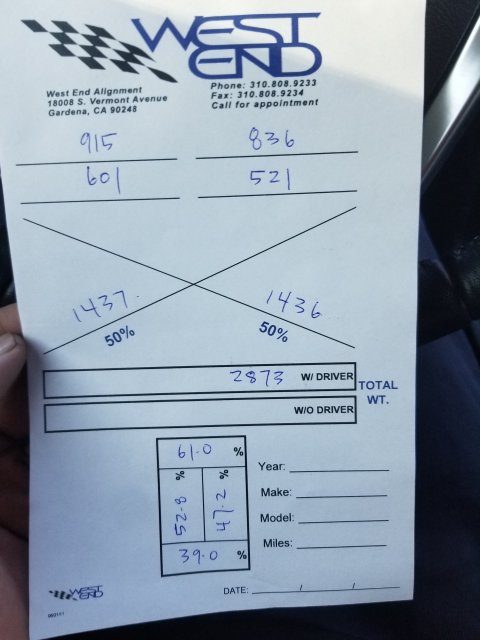 WEST
END
West End Alignment
18008 S. Vermont Avenue
Gardena, CA 90248
Phone: 310.808.9233
Fax: 310.808.9234
Call for appointment
915 836
601 521
1437 1436
50% 50%
2873 W/ DRIVER
W/O DRIVER
TOTAL
WT.
61.0 %
52.8 % 47.2 %
39.0 %
Year:
Make:
Model:
Miles:
WEST
END
DATE: / /